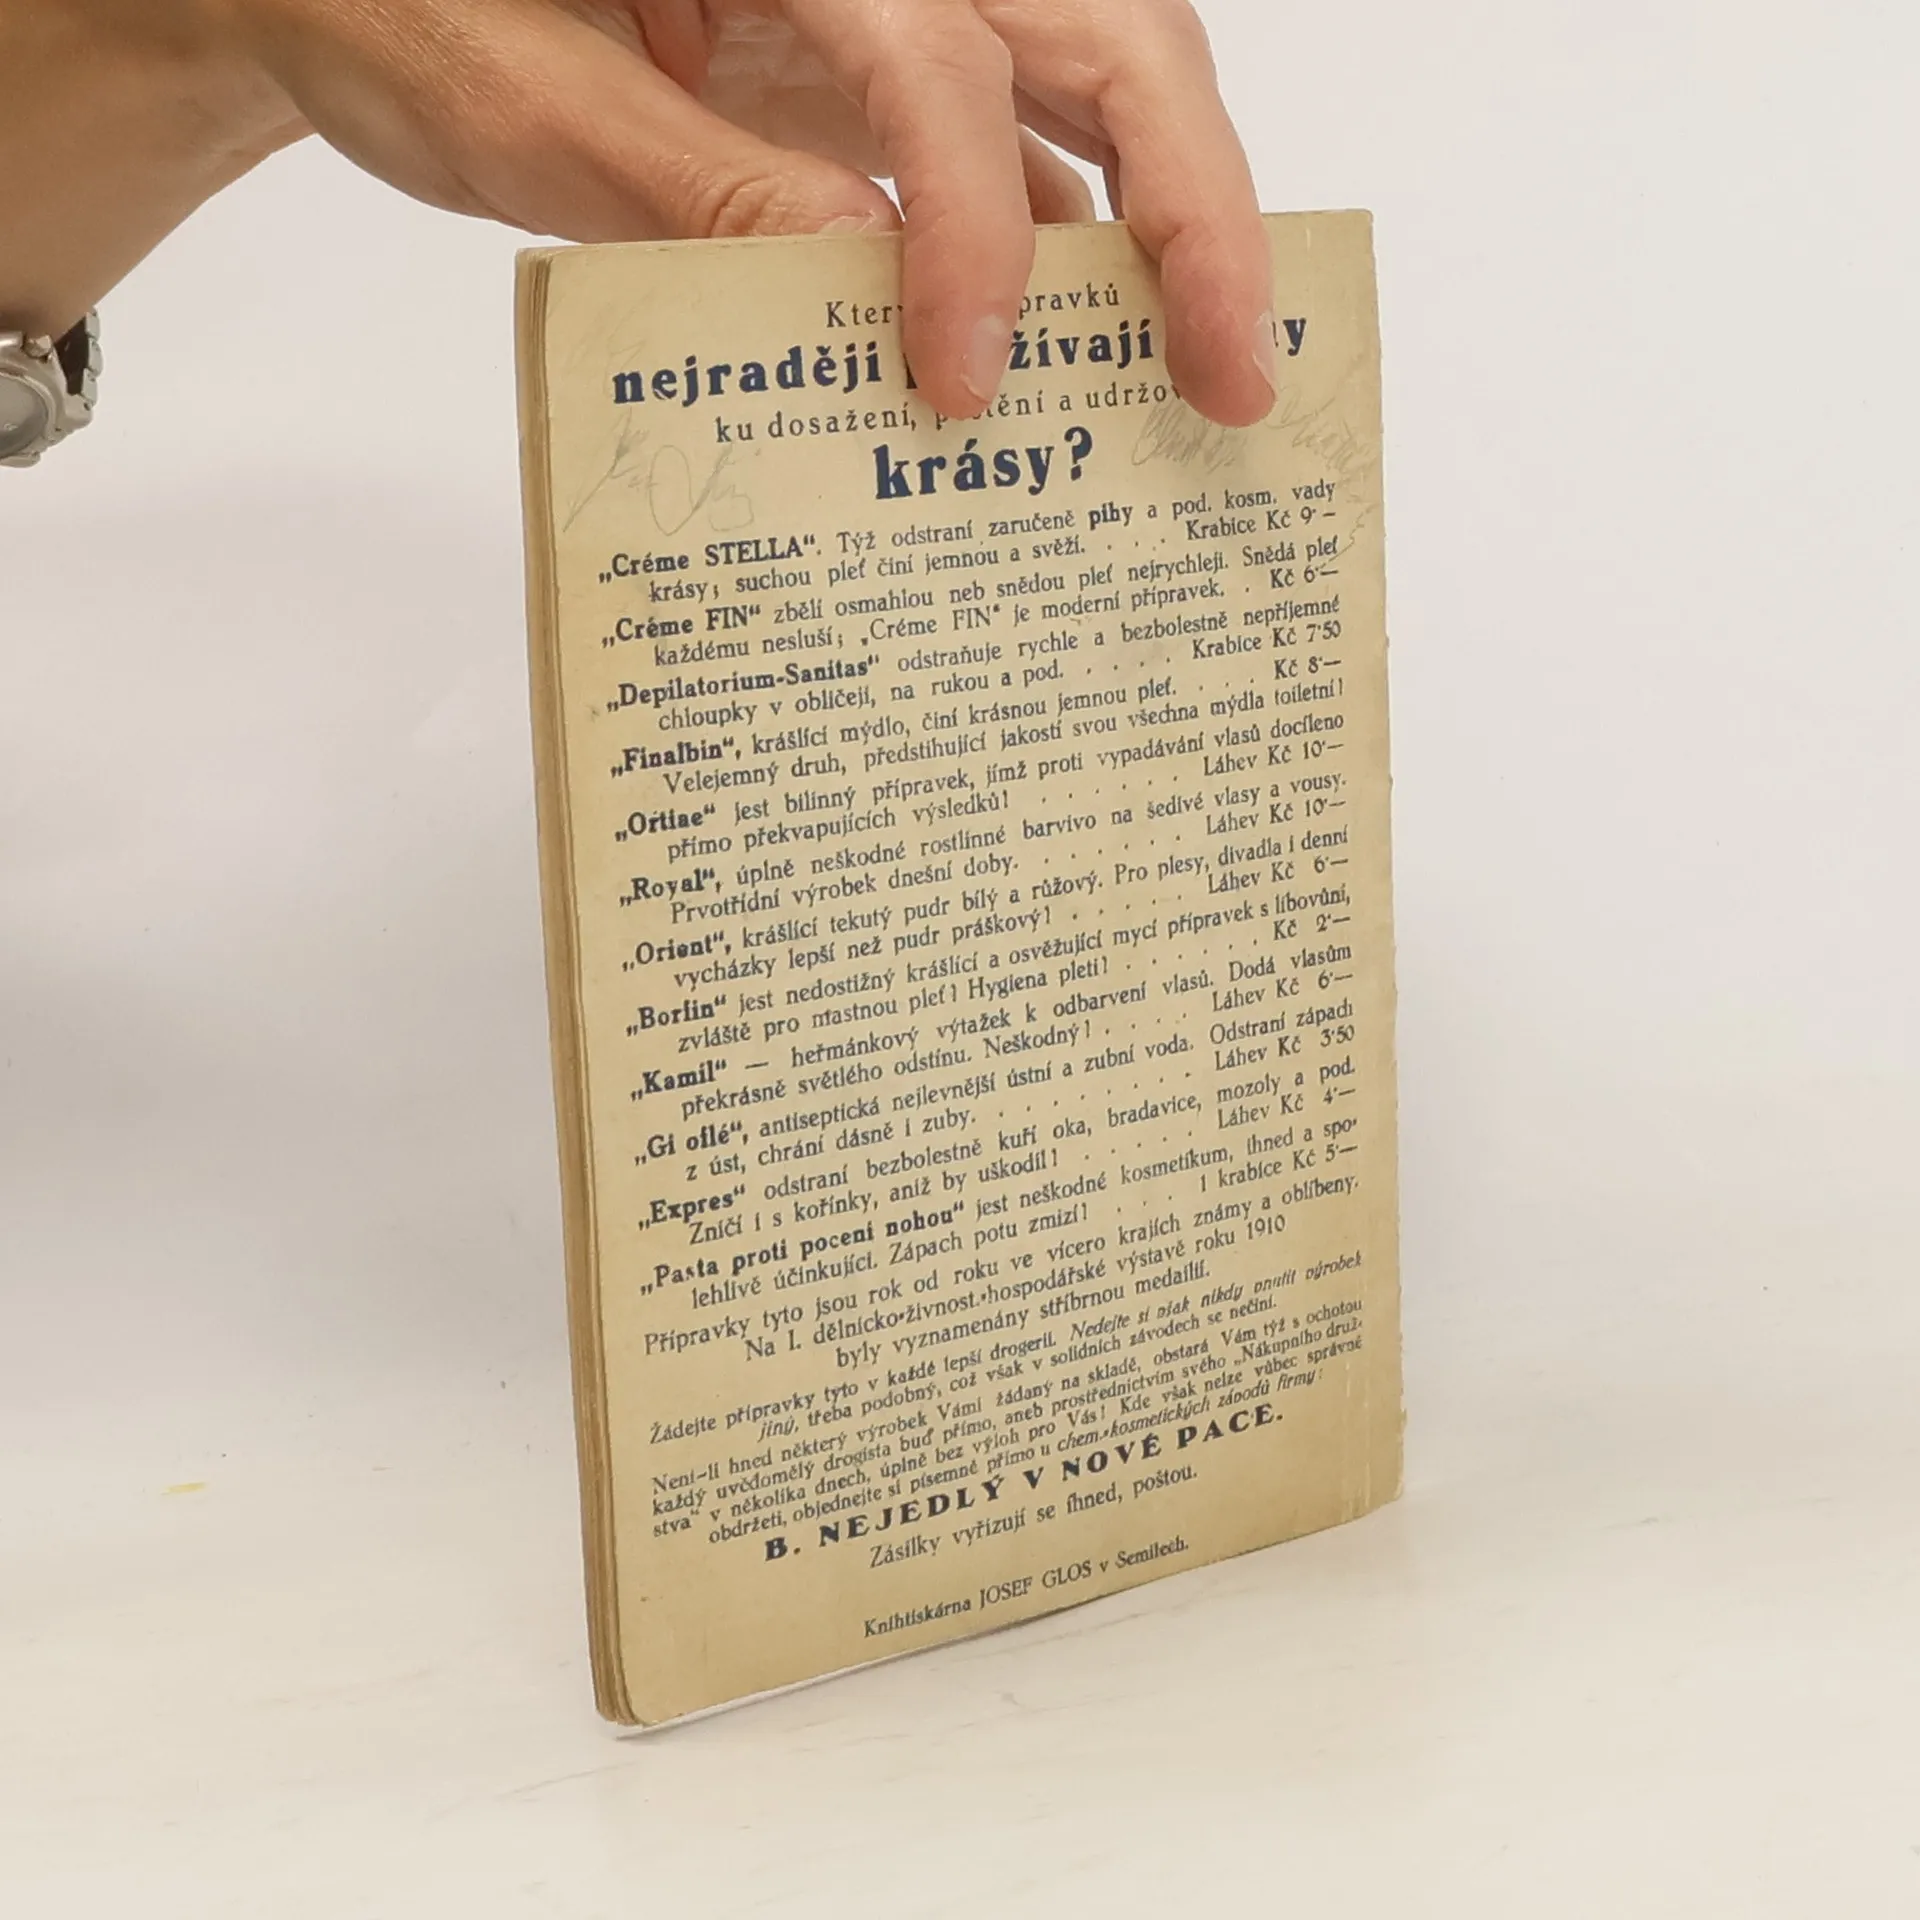 pravků
nejraději
ku dosažení, a
krásy?
„Créme STELLA“. Týž odstraní zaručeně pihy a pod. kosm. vady
krásy; suchou pleť činí jemnou a svěží. . . . Krabice Kč 9·–
„Créme FIN“ zbělí osmahlou neb snědou pleť nejrychleji. Snědá pleť
každému nesluší; „Créme FIN“ je moderní přípravek. . Kč 6·—
„Depilatorium-Sanitas“ odstraňuje rychle a bezbolestně nepříjemné
chloupky v obličeji, na rukou a pod. . . . . Krabice Kč 7·50
„Finalbin“, krášlící mýdlo, činí krásnou jemnou pleť. . . . Kč 8·—
Velejemný druh, předstihující jakostí svou všechna mýdla toiletní!
„Ortiae“ jest bilinný přípravek, jímž proti vypadávání vlasů docíleno
přímo překvapujících výsledků! . . . . . . Láhev Kč 10·—
„Royal“, úplně neškodné rostlinné barvivo na šedivé vlasy a vousy.
Prvotřídní výrobek dnešní doby. . . . . . . Láhev Kč 10·—
„Orient“, krášlící tekutý pudr bílý a růžový. Pro plesy, divadla i denní
vycházky lepší než pudr práškový! . . . . . Láhev Kč 6·—
„Borfin“ jest nedostižný krášlící a osvěžující mycí přípravek s libovůní,
zvláště pro mastnou pleť! Hygiena pleti! . . . . . . Kč 2·—
„Kamil“ — heřmánkový výtažek k odbarvení vlasů. Dodá vlasům
překrásně světlého odstínu. Neškodný! . . . . Láhev Kč 6·—
„Gi oflé“, antiseptická nejlevnější ústní a zubní voda. Odstraní zápach
z úst, chrání dásně i zuby. . . . . . . . Láhev Kč 3·50
„Expres“ odstraní bezbolestně kuří oka, bradavice, mozoly a pod.
Zničí i s kořínky, aniž by uškodil! . . . . . Láhev Kč 4·—
„Pasta proti pocení nohou“ jest neškodné kosmetikum, ihned a spo-
lehlivě účinkující. Zápach potu zmizí! . . . 1 krabice Kč 5·—
Přípravky tyto jsou rok od roku ve vícero krajích známy a oblíbeny.
Na I. dělnicko-živnost.-hospodářské výstavě roku 1910
byly vyznamenány stříbrnou medailií.
Žádejte přípravky tyto v každé lepší drogerii. Nedejte si však nikdy vnutit výrobek
jiný, třeba podobný, což však v solidních závodech se nečiní.
Není-li hned některý výrobek Vámi žádaný na skladě, obstará Vám týž s ochotou
každý uvědomělý drogista buď přímo, aneb prostřednictvím svého „Nákupního druž-
stva“ v několika dnech, úplně bez výloh pro Vás! Kde však nelze vůbec správné
obdržeti, objednejte si písemně přímo u chem.-kosmetických závodů firmy:
B. NEJEDLÝ V NOVÉ PACE.
Zásilky vyřizují se ihned, poštou.
Knihtiskárna JOSEF GLOS v Semilech.